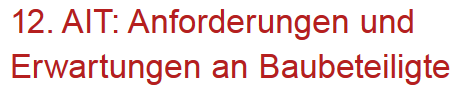 12. AIT: Anforderungen und
Erwartungen an Baubeteiligte